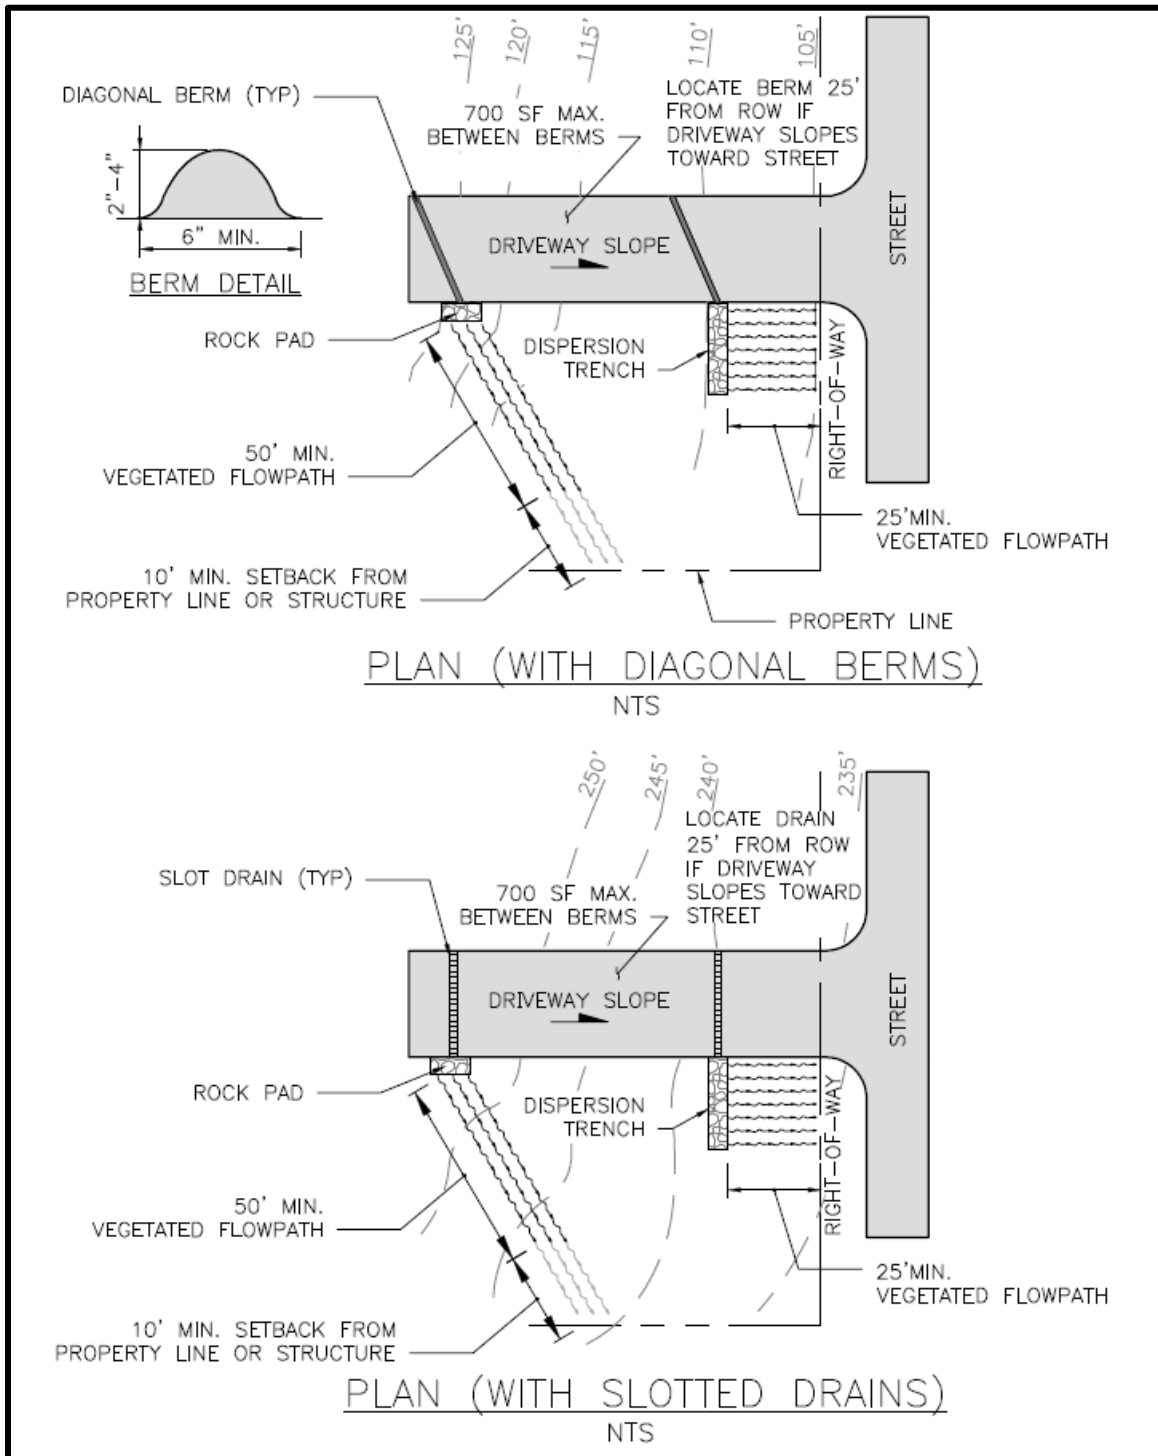 125'
120'
115'
110'
105'
DIAGONAL BERM (TYP)
700 SF MAX.
BETWEEN BERMS
LOCATE BERM 25'
FROM ROW IF
DRIVEWAY SLOPES
TOWARD STREET
2"-4"
6" MIN.
BERM DETAIL
DRIVEWAY SLOPE
STREET
ROCK PAD
DISPERSION
TRENCH
RIGHT-OF-WAY
50' MIN.
VEGETATED FLOWPATH
25'MIN.
VEGETATED FLOWPATH
10' MIN. SETBACK FROM
PROPERTY LINE OR STRUCTURE
PROPERTY LINE
PLAN (WITH DIAGONAL BERMS)
NTS
250'
245'
240'
235'
LOCATE DRAIN
25' FROM ROW
IF DRIVEWAY
SLOPES TOWARD
STREET
SLOT DRAIN (TYP)
700 SF MAX.
BETWEEN BERMS
DRIVEWAY SLOPE
STREET
ROCK PAD
DISPERSION
TRENCH
RIGHT-OF-WAY
50' MIN.
VEGETATED FLOWPATH
25'MIN.
VEGETATED FLOWPATH
10' MIN. SETBACK FROM
PROPERTY LINE OR STRUCTURE
PLAN (WITH SLOTTED DRAINS)
NTS